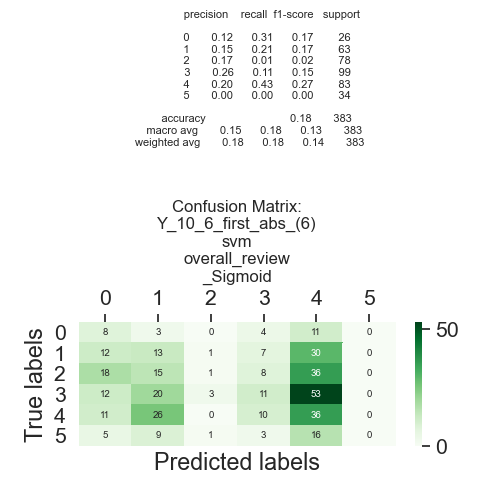 precision recall f1-score support
0 0.12 0.31 0.17 26
1 0.15 0.21 0.17 63
2 0.17 0.01 0.02 78
3 0.26 0.11 0.15 99
4 0.20 0.43 0.27 83
5 0.00 0.00 0.00 34
accuracy 0.18 383
macro avg 0.15 0.18 0.13 383
weighted avg 0.18 0.18 0.14 383
Confusion Matrix:
Y_10_6_first_abs_(6)
svm
overall_review
_Sigmoid
0 1 2 3 4 5
0 8 3 0 4 11 0
1 12 13 1 7 30 0
2 18 15 1 8 36 0
3 12 20 3 11 53 0
4 11 26 0 10 36 0
5 5 9 1 3 16 0
True labels
Predicted labels
50
0